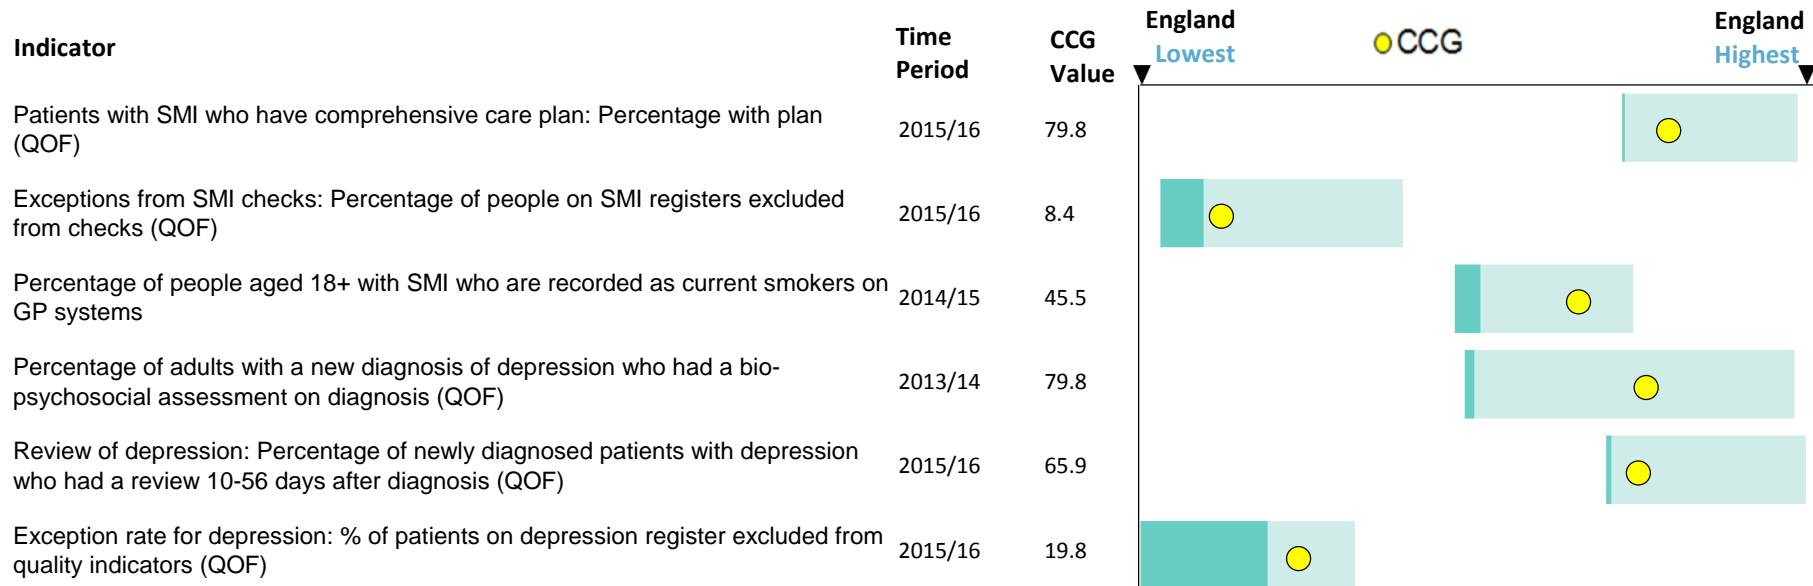 Indicator
Time
Period
CCG
Value
England
Lowest
CCG
England
Highest
Patients with SMI who have comprehensive care plan: Percentage with plan
(QOF)
2015/16
79.8
Exceptions from SMI checks: Percentage of people on SMI registers excluded
from checks (QOF)
2015/16
8.4
Percentage of people aged 18+ with SMI who are recorded as current smokers on
GP systems
2014/15
45.5
Percentage of adults with a new diagnosis of depression who had a bio-
psychosocial assessment on diagnosis (QOF)
2013/14
79.8
Review of depression: Percentage of newly diagnosed patients with depression
who had a review 10-56 days after diagnosis (QOF)
2015/16
65.9
Exception rate for depression: % of patients on depression register excluded from
quality indicators (QOF)
2015/16
19.8